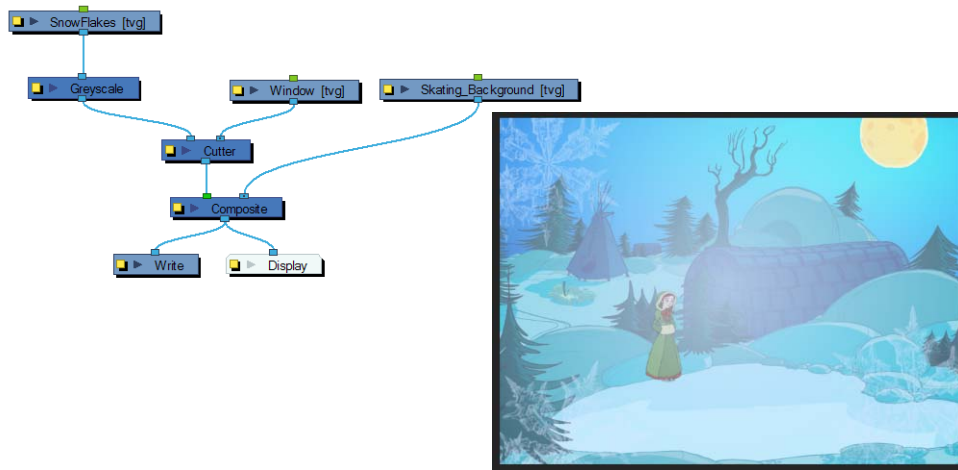 SnowFlakes [tvg]
Greyscale
Window [tvg]
Skating_Background [tvg]
Cutter
Composite
Write
Display